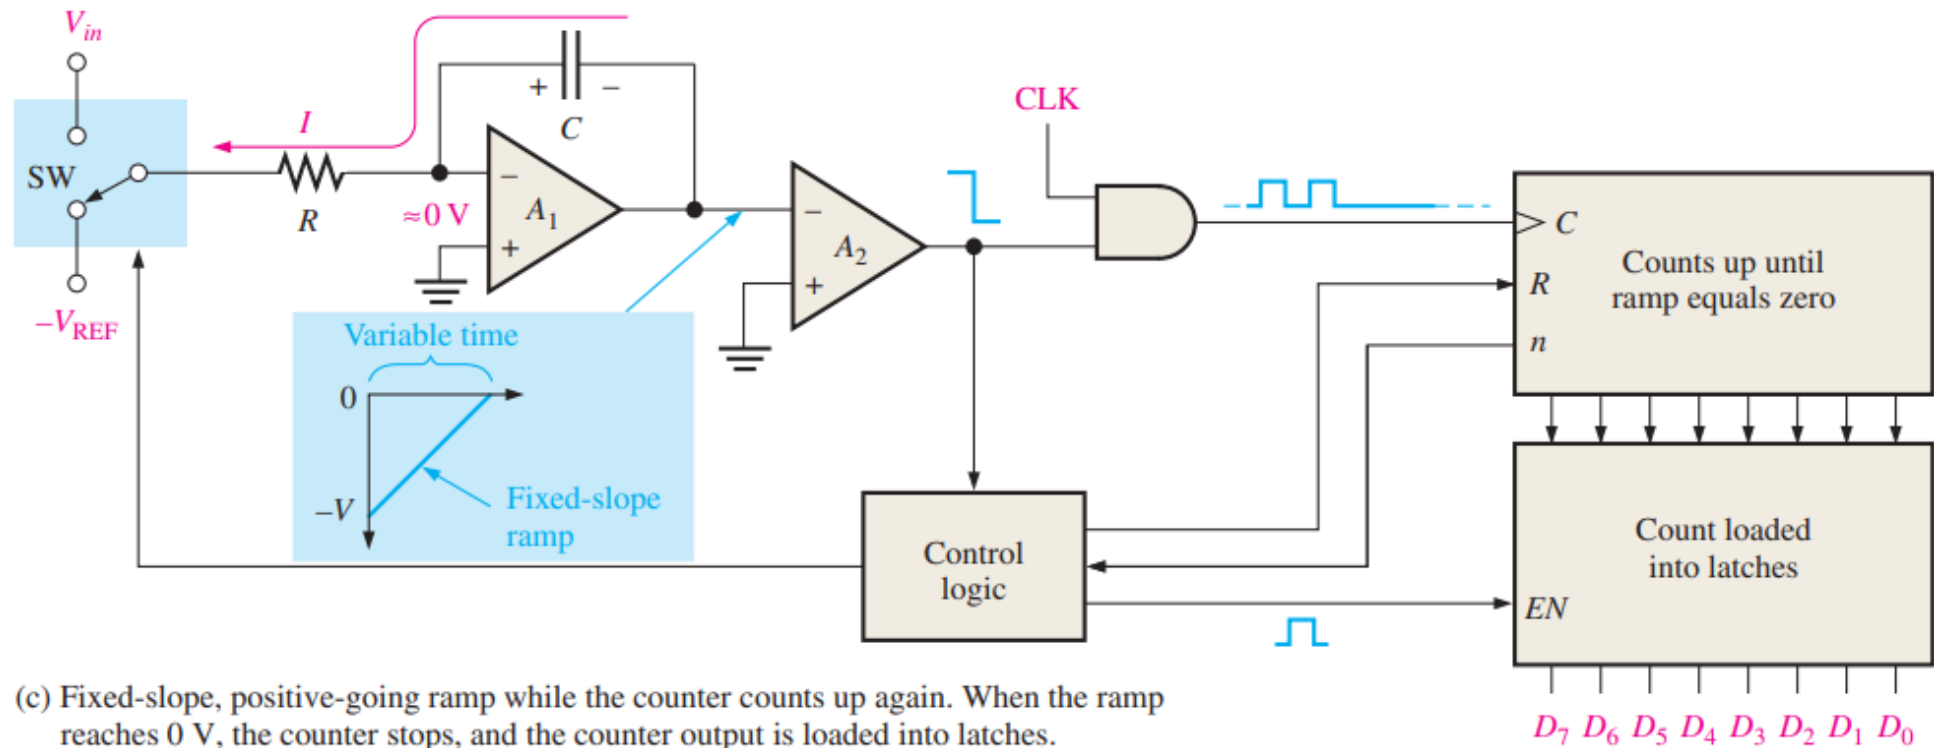 V_in
SW
−V_REF
I
R
≈0 V
+ −
C
−
A_1
+
−
A_2
+
CLK
Variable time
0
−V
Fixed-slope
ramp
Control
logic
C
R
n
Counts up until
ramp equals zero
Count loaded
into latches
EN
D_7 D_6 D_5 D_4 D_3 D_2 D_1 D_0
(c) Fixed-slope, positive-going ramp while the counter counts up again. When the ramp
reaches 0 V, the counter stops, and the counter output is loaded into latches.